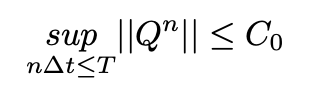 sup ||Qⁿ|| ≤ C₀
nΔt≤T